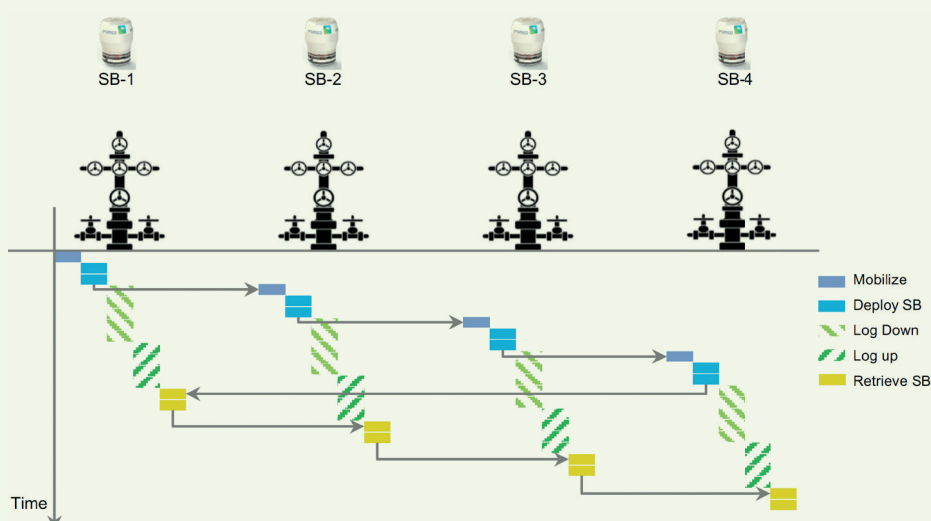 SB-1
SB-2
SB-3
SB-4
Mobilize
Deploy SB
Log Down
Log up
Retrieve SB
Time